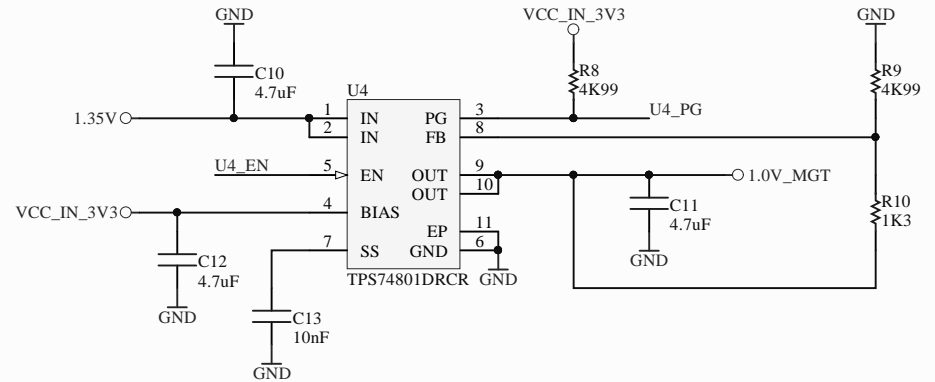 GND
VCC_IN_3V3
GND
C10
4.7uF
R8
4K99
R9
4K99
U4
1.35V
1
IN
2
IN
PG
3
U4_PG
FB
8
U4_EN
5
EN
OUT
9
OUT
10
1.0V_MGT
VCC_IN_3V3
4
BIAS
C11
4.7uF
R10
1K3
EP
11
7
SS
GND
6
GND
C12
4.7uF
TPS74801DRCR
GND
GND
C13
10nF
GND